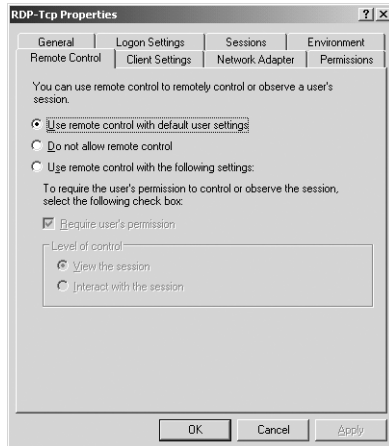 RDP-Tcp Properties
General Logon Settings Sessions Environment
Remote Control Client Settings Network Adapter Permissions
You can use remote control to remotely control or observe a user's
session.
Use remote control with default user settings
Do not allow remote control
Use remote control with the following settings:
To require the user's permission to control or observe the session,
select the following check box:
Require user's permission
Level of control
View the session
Interact with the session
OK Cancel Apply